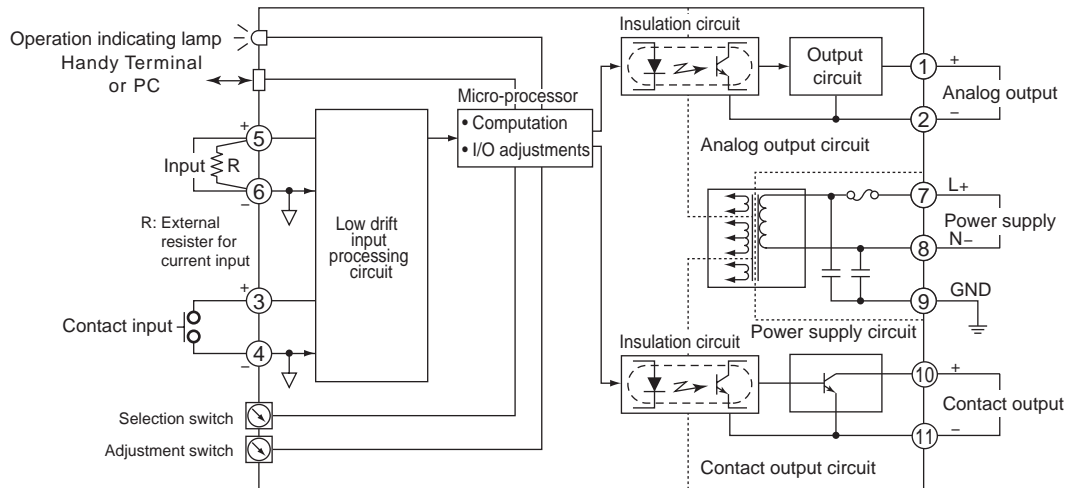 Operation indicating lamp
Handy Terminal
or PC
+
5
Input
R
6
−
R: External
resister for
current input
+
3
Contact input
4
−
Selection switch
Adjustment switch
Low drift
input
processing
circuit
Micro-processor
• Computation
• I/O adjustments
Insulation circuit
Output
circuit
1
+
Analog output
2
−
Analog output circuit
7
L+
Power supply
8
N−
9
GND
Power supply circuit
Insulation circuit
10
+
Contact output
11
−
Contact output circuit